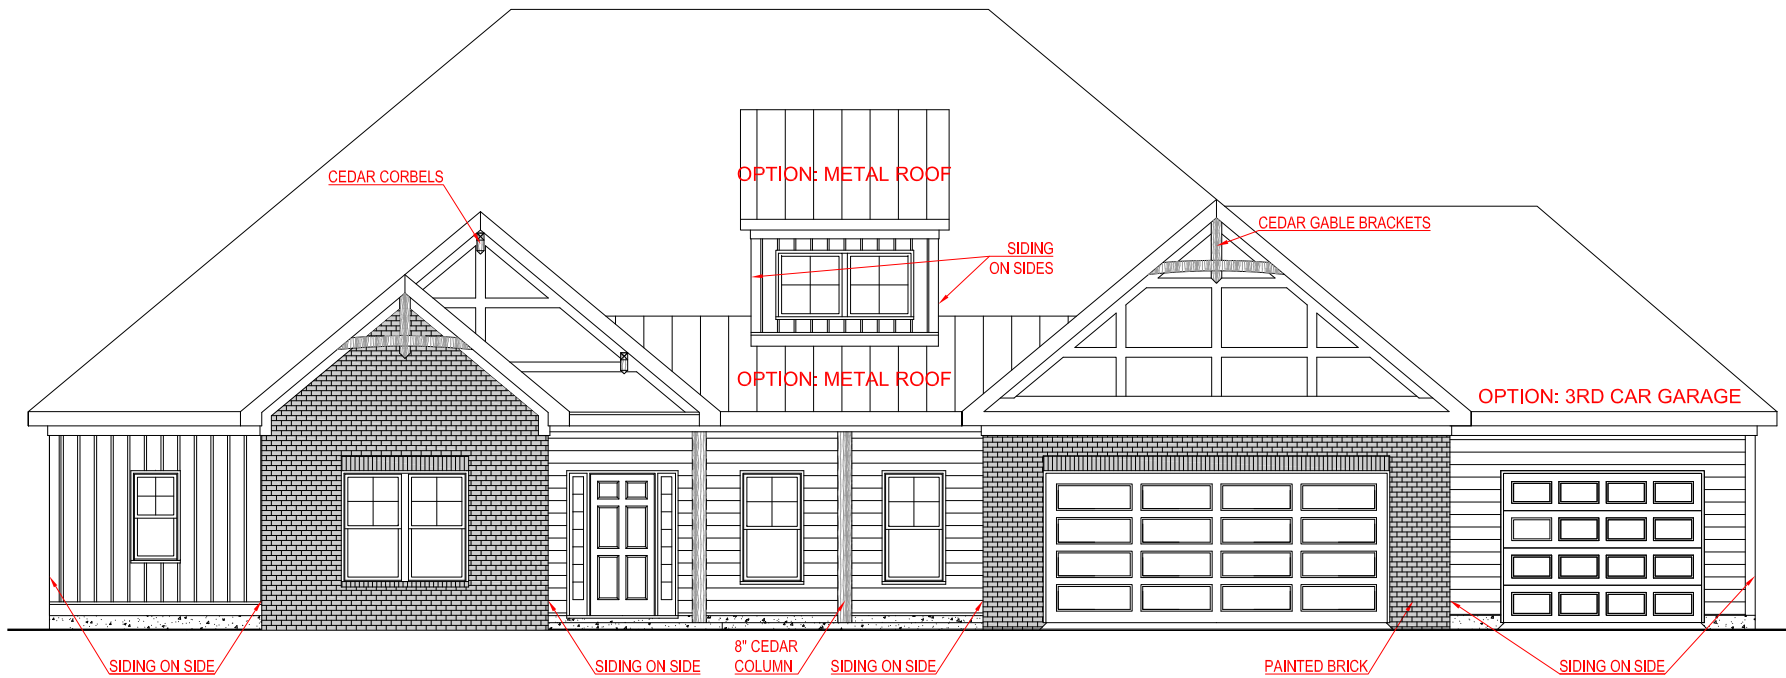 OPTION: METAL ROOF
CEDAR CORBELS
CEDAR GABLE BRACKETS
SIDING
ON SIDES
OPTION: METAL ROOF
OPTION: 3RD CAR GARAGE
SIDING ON SIDE
SIDING ON SIDE
8" CEDAR
COLUMN
SIDING ON SIDE
PAINTED BRICK
SIDING ON SIDE